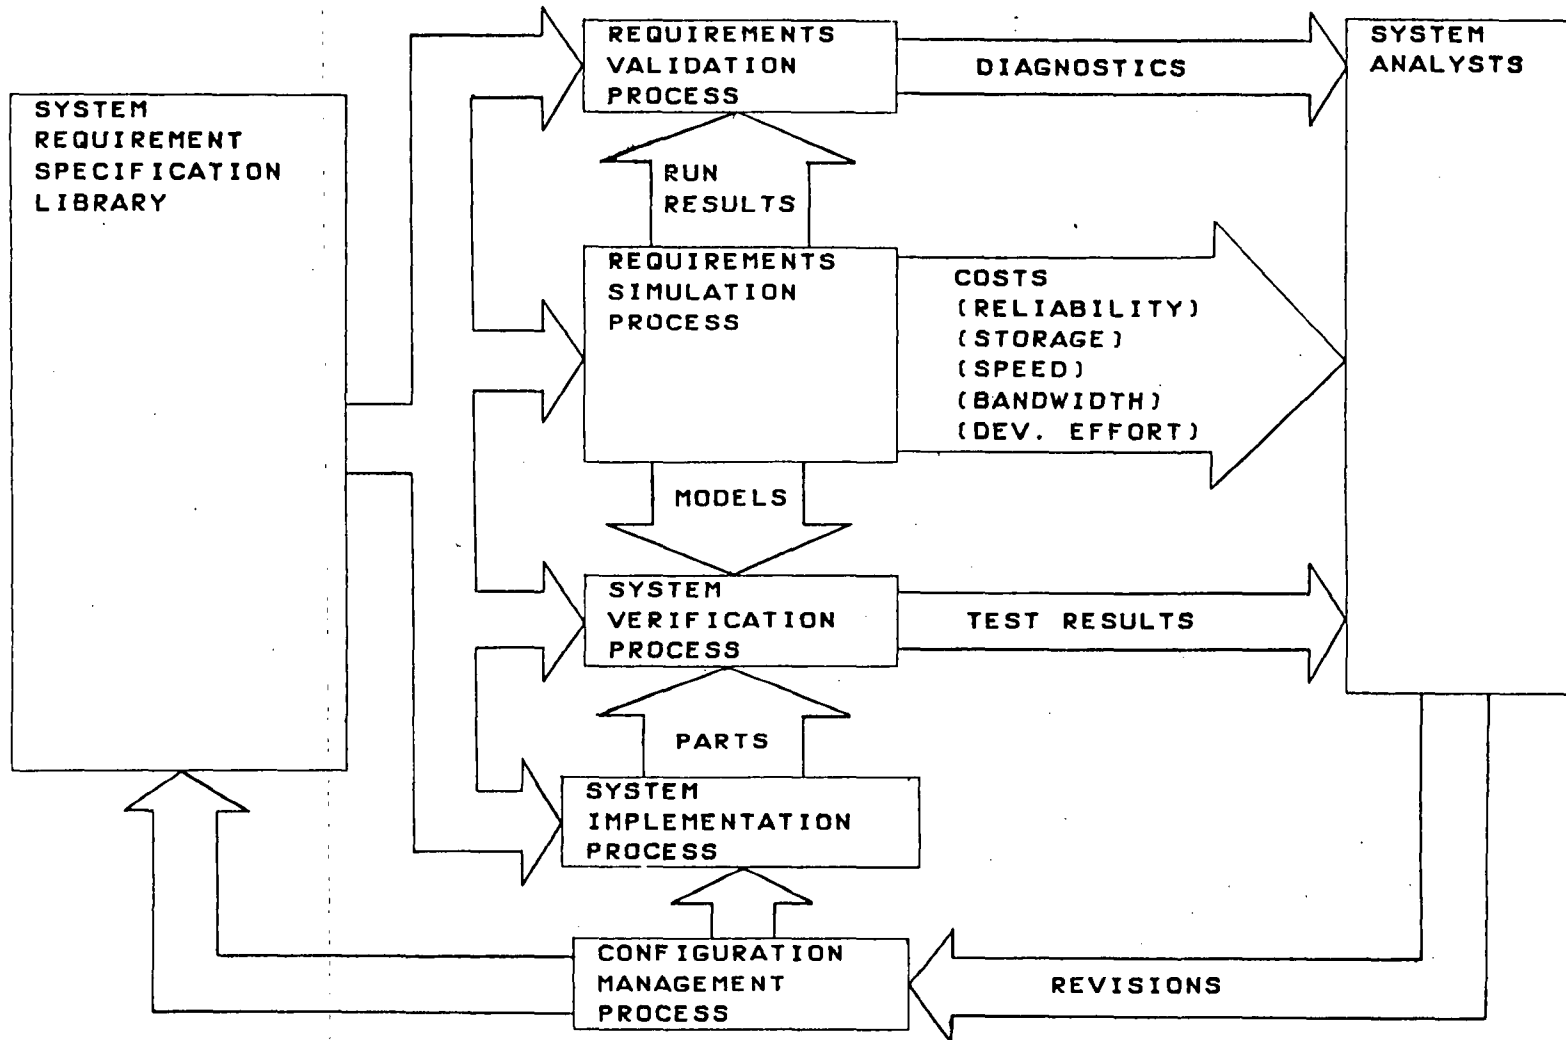 SYSTEM
REQUIREMENT
SPECIFICATION
LIBRARY
REQUIREMENTS
VALIDATION
PROCESS
DIAGNOSTICS
SYSTEM
ANALYSTS
RUN
RESULTS
REQUIREMENTS
SIMULATION
PROCESS
COSTS
(RELIABILITY)
(STORAGE)
(SPEED)
(BANDWIDTH)
(DEV. EFFORT)
MODELS
SYSTEM
VERIFICATION
PROCESS
TEST RESULTS
PARTS
SYSTEM
IMPLEMENTATION
PROCESS
CONFIGURATION
MANAGEMENT
PROCESS
REVISIONS